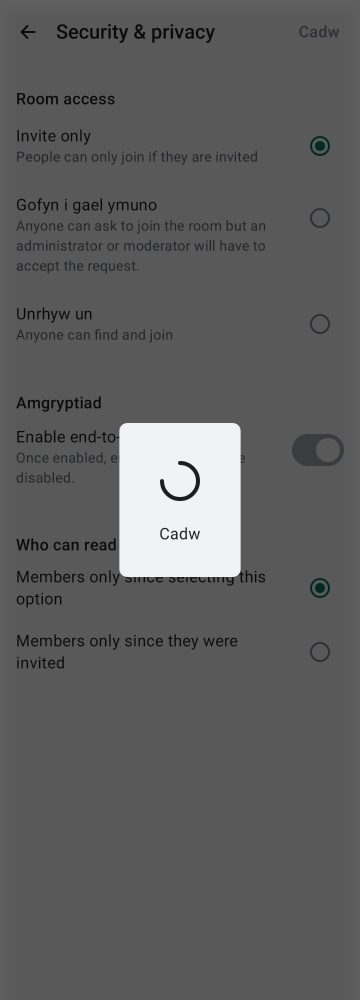 Security & privacy
Cadw
Room access
Invite only
People can only join if they are invited
Gofyn i gael ymuno
Anyone can ask to join the room but an
administrator or moderator will have to
accept the request.
Unrhyw un
Anyone can find and join
Amgryptiad
Enable end-to-
Once enabled, e
disabled.
Cadw
Who can read
Members only since selecting this
option
Members only since they were
invited